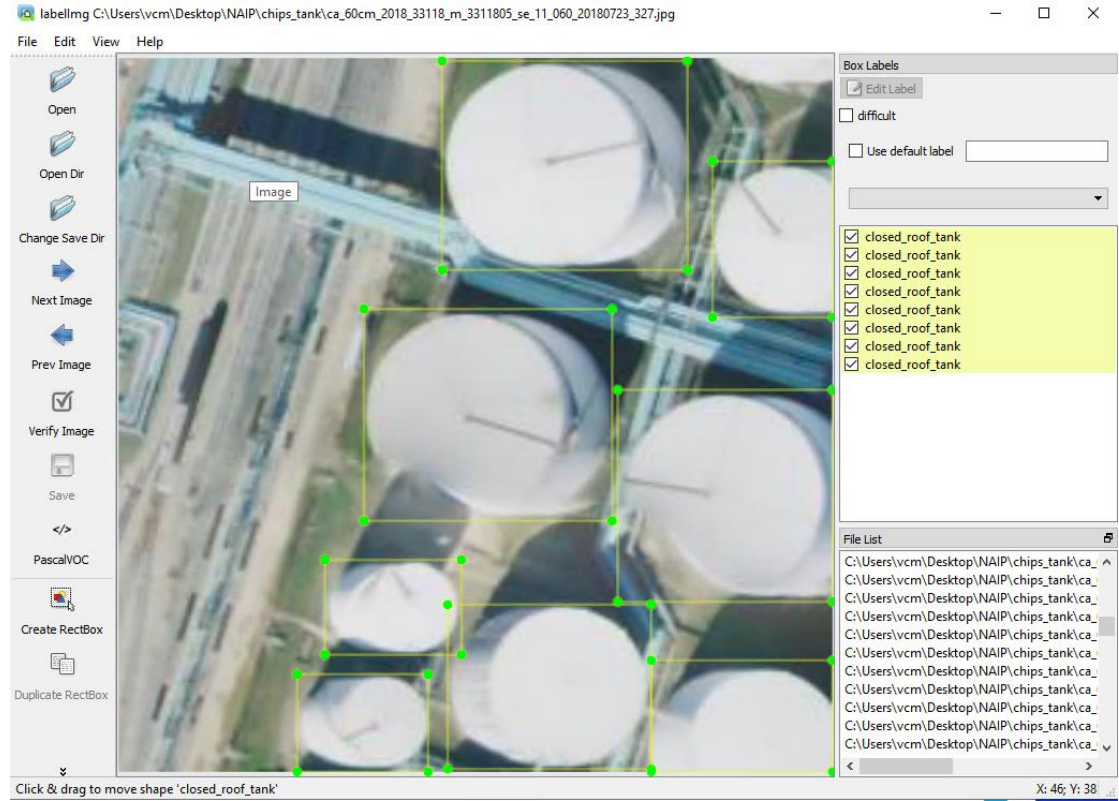 labelImg C:\Users\vcm\Desktop\NAIP\chips_tank\ca_60cm_2018_33118_m_3311805_se_11_060_20180723_327.jpg
File Edit View Help
Open
Open Dir
Change Save Dir
Next Image
Prev Image
Verify Image
Save
</>
PascalVOC
Create RectBox
Duplicate RectBox
Image
Box Labels
Edit Label
difficult
Use default label
closed_roof_tank
closed_roof_tank
closed_roof_tank
closed_roof_tank
closed_roof_tank
closed_roof_tank
closed_roof_tank
closed_roof_tank
File List
C:\Users\vcm\Desktop\NAIP\chips_tank\ca_
C:\Users\vcm\Desktop\NAIP\chips_tank\ca_
C:\Users\vcm\Desktop\NAIP\chips_tank\ca_
C:\Users\vcm\Desktop\NAIP\chips_tank\ca_
C:\Users\vcm\Desktop\NAIP\chips_tank\ca_
C:\Users\vcm\Desktop\NAIP\chips_tank\ca_
C:\Users\vcm\Desktop\NAIP\chips_tank\ca_
C:\Users\vcm\Desktop\NAIP\chips_tank\ca_
C:\Users\vcm\Desktop\NAIP\chips_tank\ca_
C:\Users\vcm\Desktop\NAIP\chips_tank\ca_
C:\Users\vcm\Desktop\NAIP\chips_tank\ca_
Click & drag to move shape 'closed_roof_tank'
X: 46; Y: 38